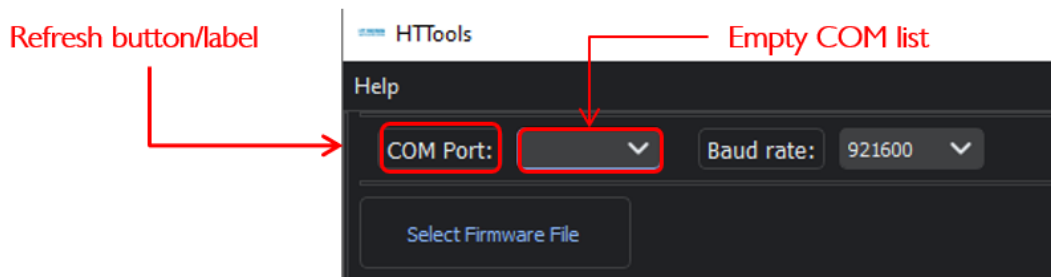 Refresh button/label
HTTools
Empty COM list
Help
COM Port:
Baud rate:
921600
Select Firmware File